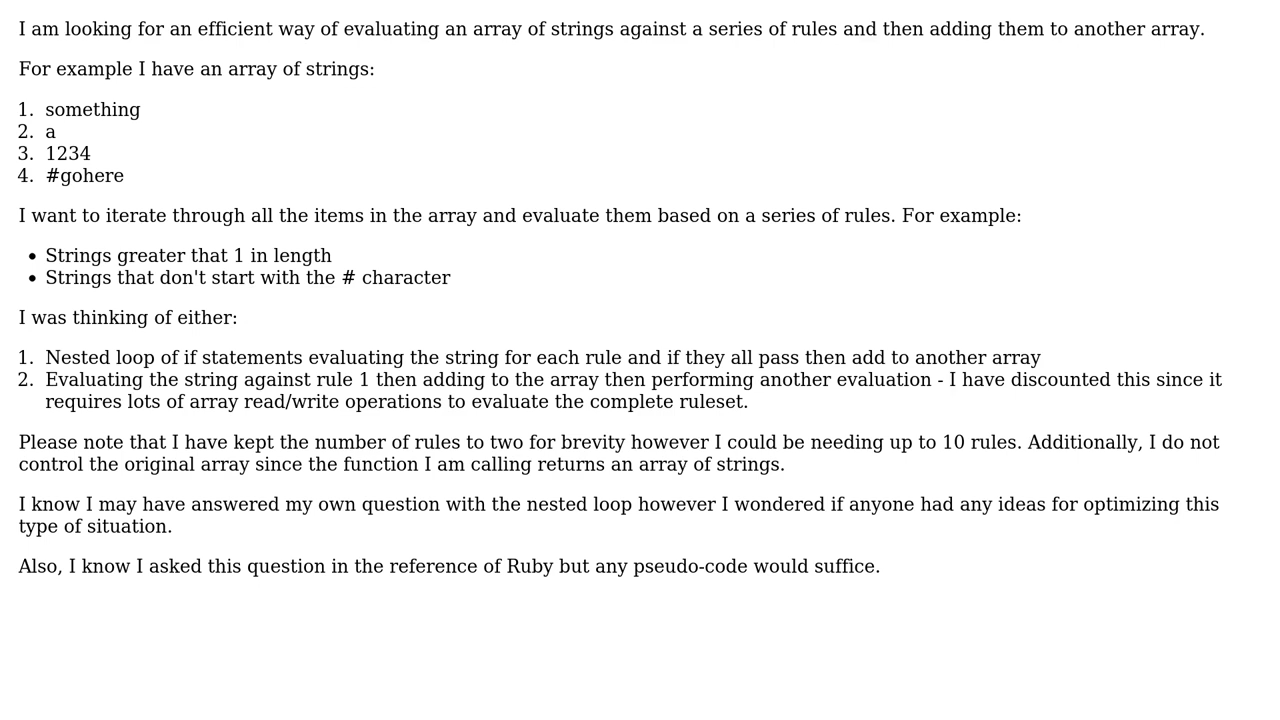 I am looking for an efficient way of evaluating an array of strings against a series of rules and then adding them to another array.
For example I have an array of strings:
1. something
2. a
3. 1234
4. #gohere
I want to iterate through all the items in the array and evaluate them based on a series of rules. For example:
• Strings greater that 1 in length
• Strings that don't start with the # character
I was thinking of either:
1. Nested loop of if statements evaluating the string for each rule and if they all pass then add to another array
2. Evaluating the string against rule 1 then adding to the array then performing another evaluation - I have discounted this since it
requires lots of array read/write operations to evaluate the complete ruleset.
Please note that I have kept the number of rules to two for brevity however I could be needing up to 10 rules. Additionally, I do not
control the original array since the function I am calling returns an array of strings.
I know I may have answered my own question with the nested loop however I wondered if anyone had any ideas for optimizing this
type of situation.
Also, I know I asked this question in the reference of Ruby but any pseudo-code would suffice.